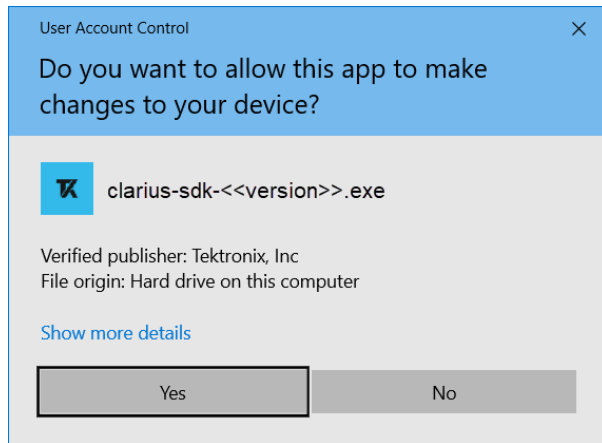 User Account Control
Do you want to allow this app to make
changes to your device?
TK
clarius-sdk-<<version>>.exe
Verified publisher: Tektronix, Inc
File origin: Hard drive on this computer
Show more details
Yes
No